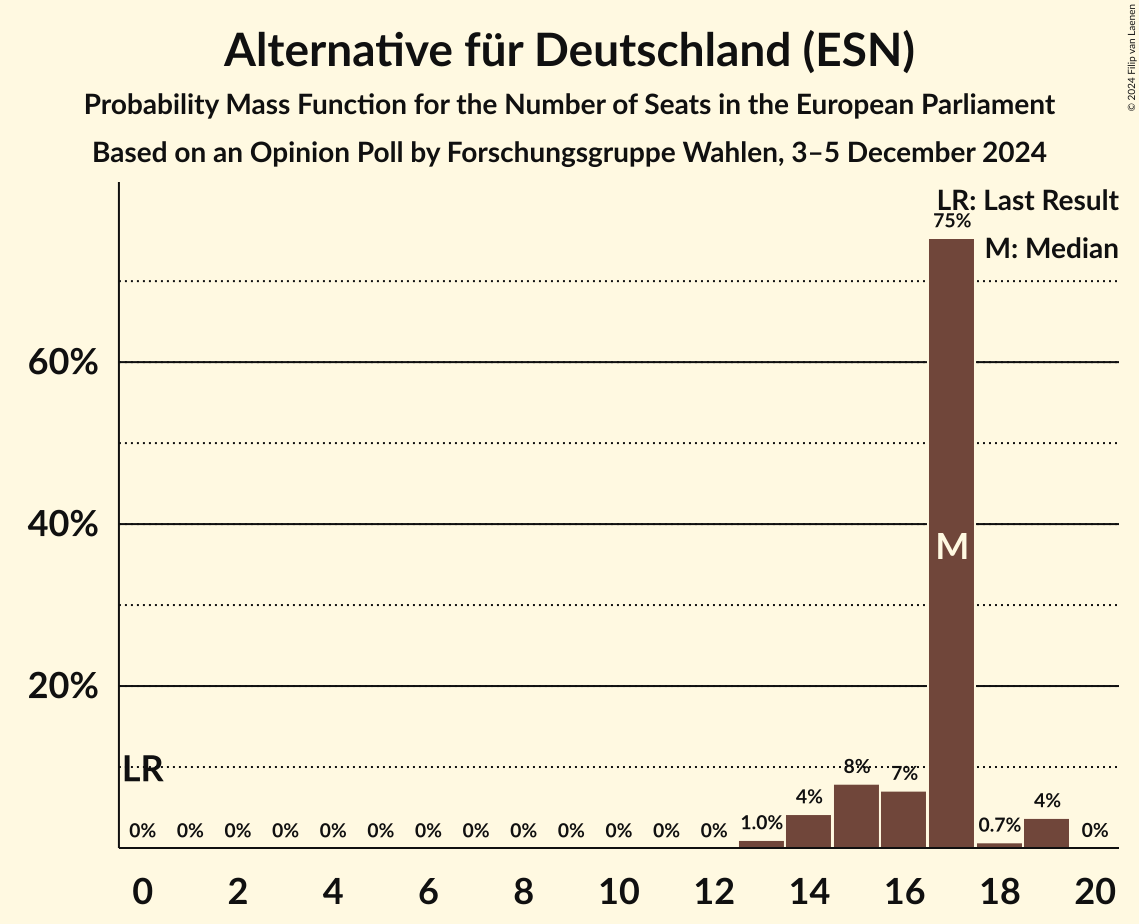 Alternative für Deutschland (ESN)
Probability Mass Function for the Number of Seats in the European Parliament
Based on an Opinion Poll by Forschungsgruppe Wahlen, 3–5 December 2024
© 2024 Filip van Laenen
LR: Last Result
M: Median
75%
60%
40%
M
20%
LR
0% 0% 0% 0% 0% 0% 0% 0% 0% 0% 0% 0% 0% 1.0% 4% 8% 7% 0.7% 4% 0%
0 2 4 6 8 10 12 14 16 18 20